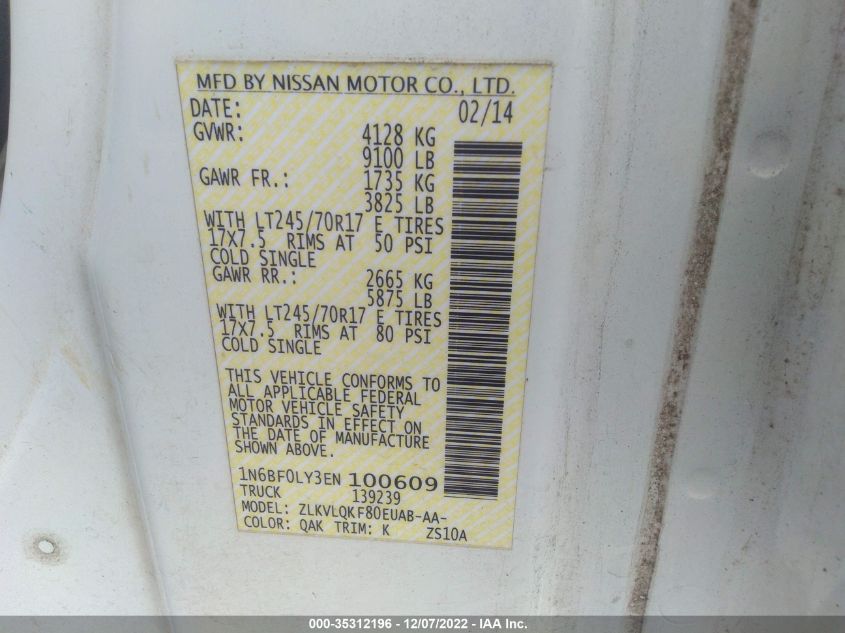 MFD BY NISSAN MOTOR CO., LTD.
DATE: 02/14
GVWR: 4128 KG
9100 LB
GAWR FR.: 1735 KG
3825 LB
WITH LT245/70R17 E TIRES
17X7.5 RIMS AT 50 PSI
COLD SINGLE
GAWR RR.: 2665 KG
5875 LB
WITH LT245/70R17 E TIRES
17X7.5 RIMS AT 80 PSI
COLD SINGLE
THIS VEHICLE CONFORMS TO
ALL APPLICABLE FEDERAL
MOTOR VEHICLE SAFETY
STANDARDS IN EFFECT ON
THE DATE OF MANUFACTURE
SHOWN ABOVE.
1N6BF0LY3EN 100609
TRUCK 139239
MODEL: ZLKVLQKF80EUAB-AA-
COLOR: QAK TRIM: K ZS10A
000-35312196 - 12/07/2022 - IAA Inc.